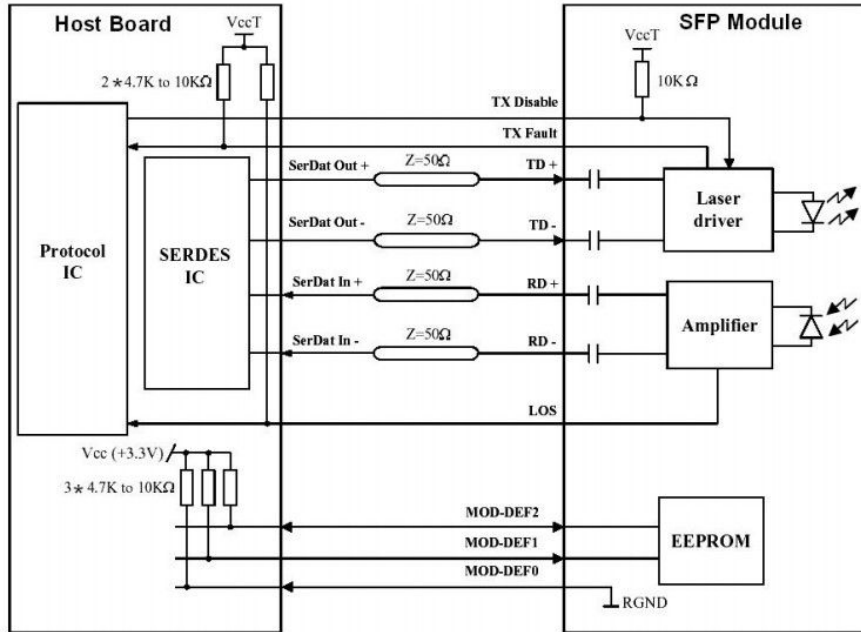 Host Board
SFP Module
VccT
VccT
2*4.7K to 10KΩ
10KΩ
TX Disable
TX Fault
SerDat Out +
Z=50Ω
TD +
SerDat Out -
Z=50Ω
TD -
Laser
driver
Protocol
IC
SERDES
IC
SerDat In +
Z=50Ω
RD +
SerDat In -
Z=50Ω
RD -
Amplifier
LOS
Vcc (+3.3V)
3*4.7K to 10KΩ
MOD-DEF2
MOD-DEF1
MOD-DEF0
EEPROM
RGND